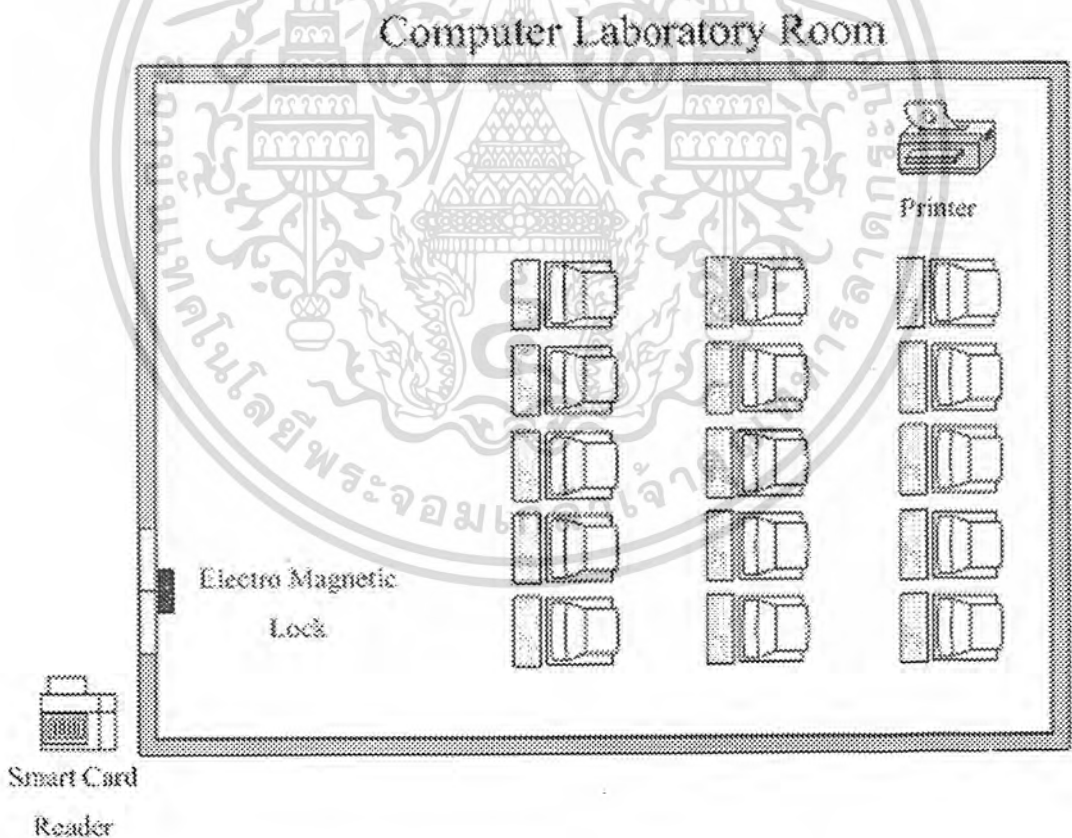 Computer Laboratory Room
Printer
Electro Magnetic
Lock
Smart Card
Reader